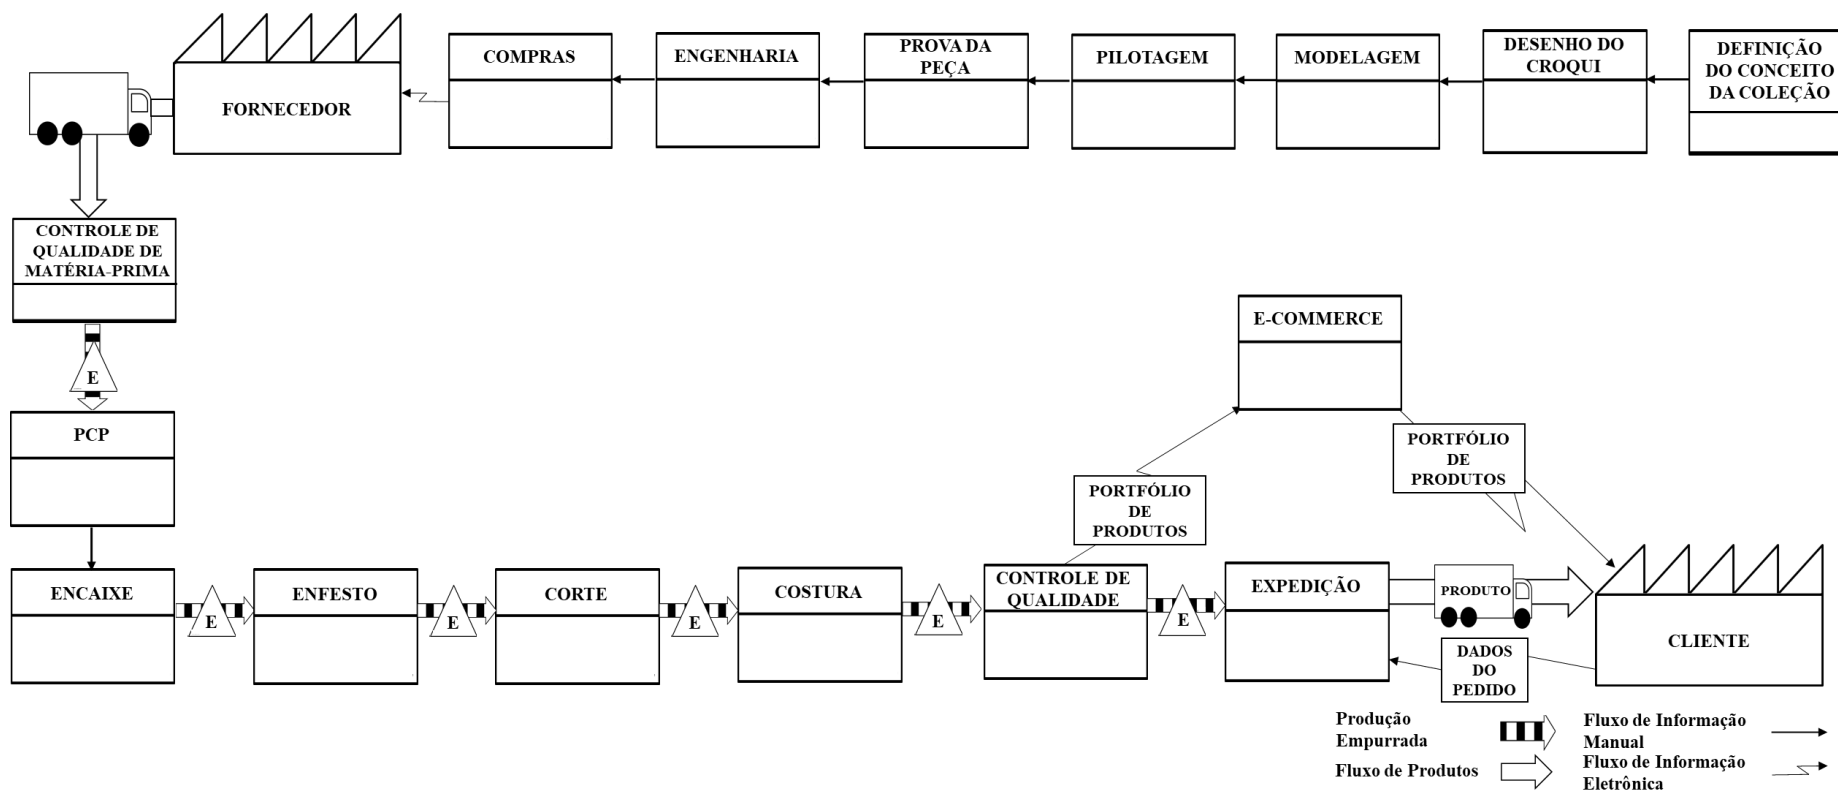 FORNECEDOR
COMPRAS
ENGENHARIA
PROVA DA
PEÇA
PILOTAGEM
MODELAGEM
DESENHO DO
CROQUI
DEFINIÇÃO
DO CONCEITO
DA COLEÇÃO
CONTROLE DE
QUALIDADE DE
MATÉRIA-PRIMA
E
PCP
E-COMMERCE
PORTFÓLIO
DE
PRODUTOS
PORTFÓLIO
DE
PRODUTOS
ENCAIXE
E
ENFESTO
E
CORTE
E
COSTURA
E
CONTROLE DE
QUALIDADE
E
EXPEDIÇÃO
PRODUTO
CLIENTE
DADOS
DO
PEDIDO
Produção
Empurrada
Fluxo de Informação
Manual
Fluxo de Produtos
Fluxo de Informação
Eletrônica